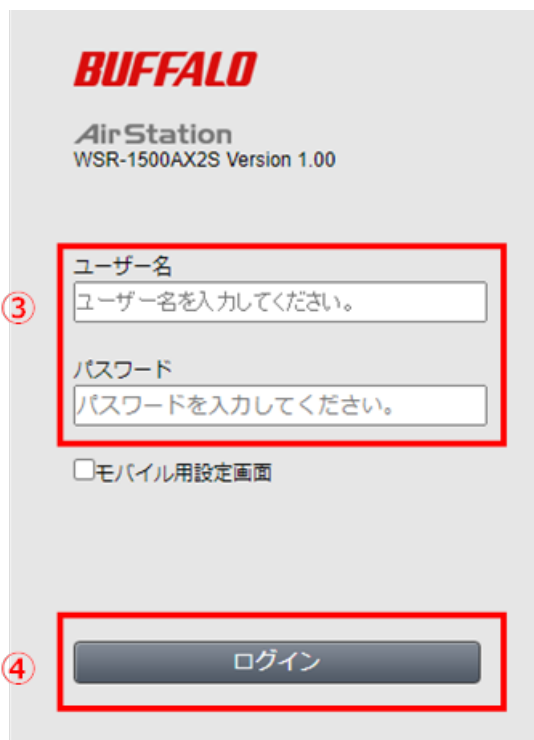 BUFFALO
AirStation
WSR-1500AX2S Version 1.00
ユーザー名
③
ユーザー名を入力してください。
パスワード
パスワードを入力してください。
モバイル用設定画面
④
ログイン